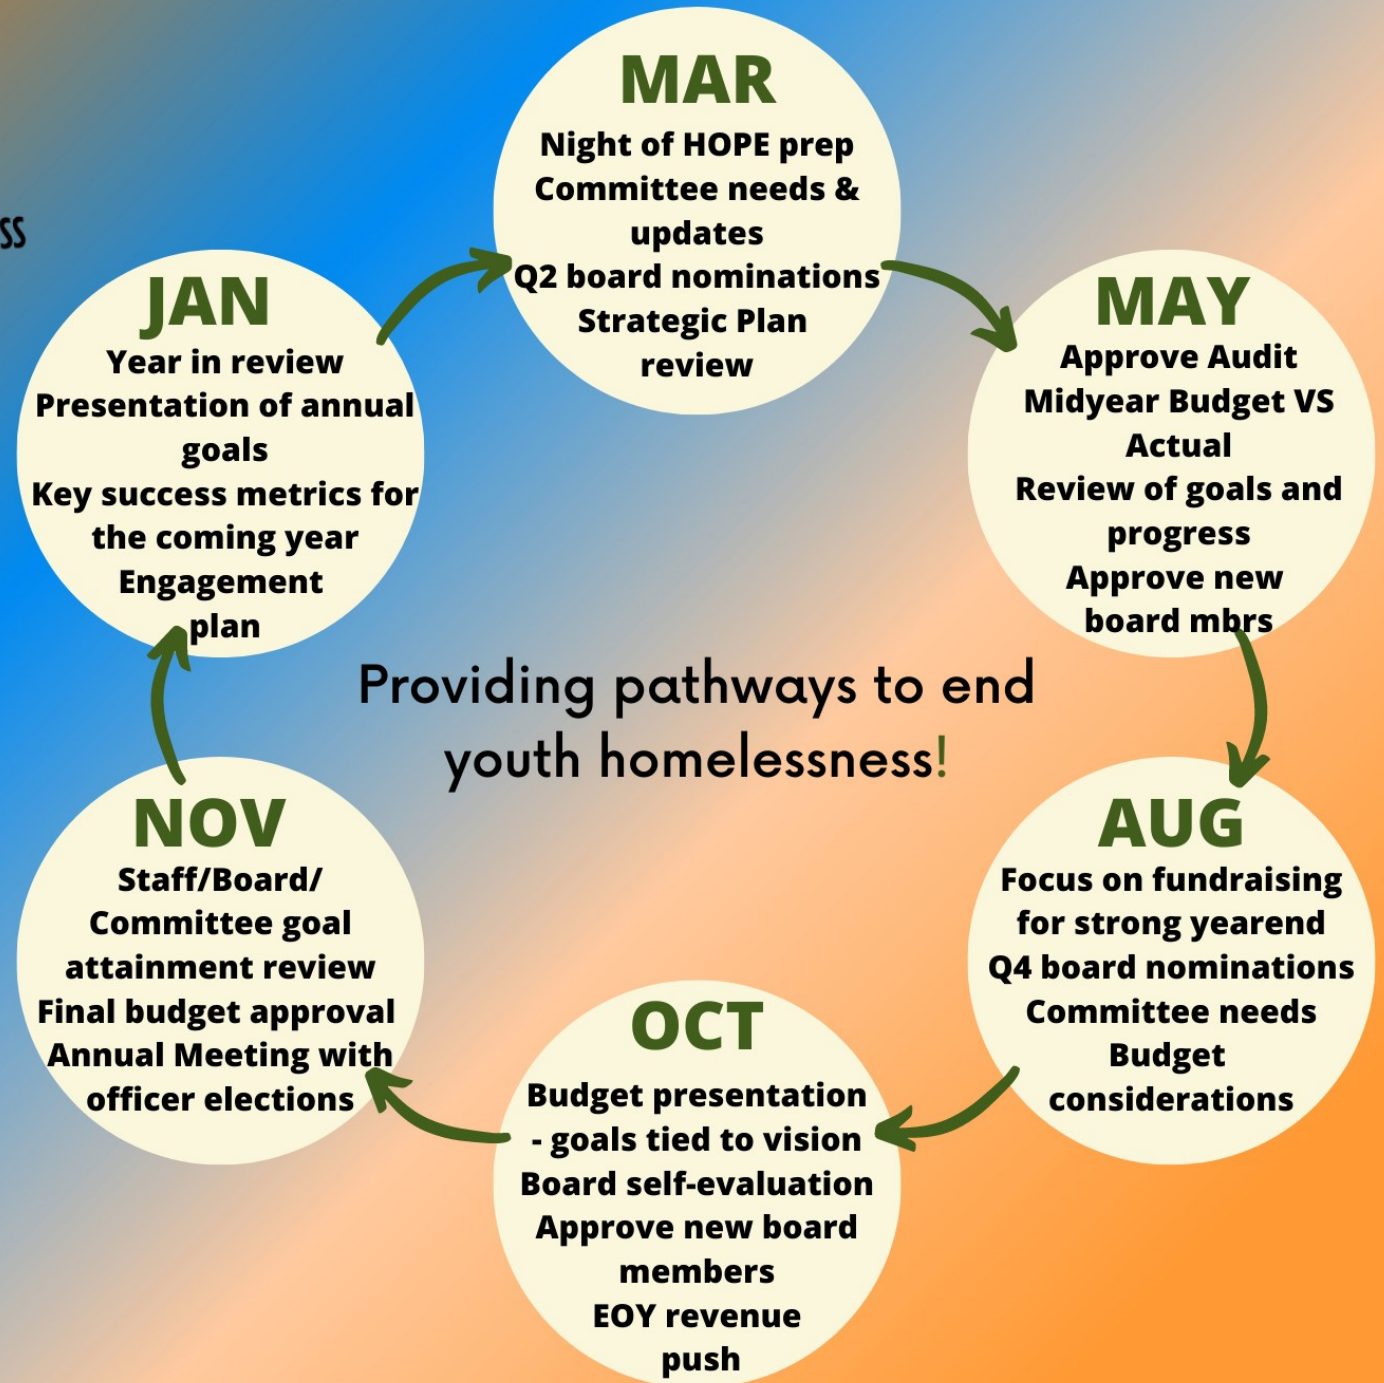 MAR
Night of HOPE prep
Committee needs &
updates
Q2 board nominations
Strategic Plan
review
JAN
Year in review
Presentation of annual
goals
Key success metrics for
the coming year
Engagement
plan
MAY
Approve Audit
Midyear Budget VS
Actual
Review of goals and
progress
Approve new
board mbrs
Providing pathways to end
youth homelessness!
NOV
Staff/Board/
Committee goal
attainment review
Final budget approval
Annual Meeting with
officer elections
AUG
Focus on fundraising
for strong yearend
Q4 board nominations
Committee needs
Budget
considerations
OCT
Budget presentation
- goals tied to vision
Board self-evaluation
Approve new board
members
EOY revenue
push